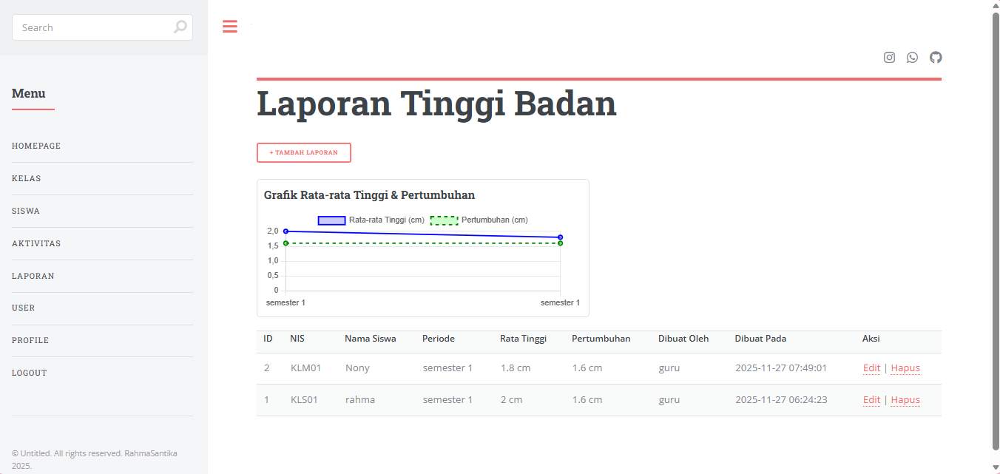 Search
Menu
HOMEPAGE
KELAS
SISWA
AKTIVITAS
LAPORAN
USER
PROFILE
LOGOUT
© Untitled. All rights reserved. RahmaSantika
2025.
Laporan Tinggi Badan
+ TAMBAH LAPORAN
Grafik Rata-rata Tinggi & Pertumbuhan
Rata-rata Tinggi (cm) Pertumbuhan (cm)
2,0
1,5
1,0
0,5
0
semester 1 semester 1
ID NIS Nama Siswa Periode Rata Tinggi Pertumbuhan Dibuat Oleh Dibuat Pada Aksi
2 KLM01 Nony semester 1 1.8 cm 1.6 cm guru 2025-11-27 07:49:01 Edit | Hapus
1 KLS01 rahma semester 1 2 cm 1.6 cm guru 2025-11-27 06:24:23 Edit | Hapus